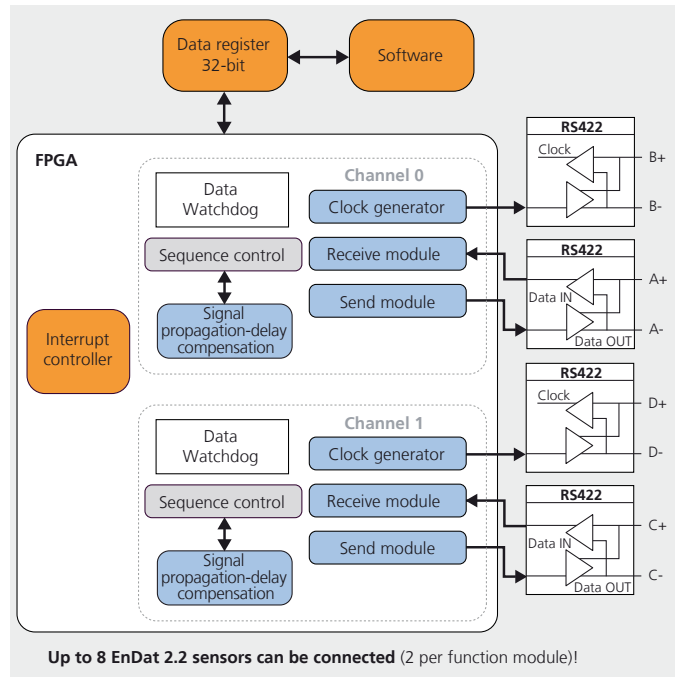 Data register
32-bit
Software
FPGA
Channel 0
Data
Watchdog
Clock generator
Sequence control
Receive module
Send module
Signal
propagation-delay
compensation
Interrupt
controller
Channel 1
Data
Watchdog
Clock generator
Sequence control
Receive module
Send module
Signal
propagation-delay
compensation
RS422
Clock
B+
B-
RS422
A+
Data IN
A-
Data OUT
RS422
Clock
D+
D-
RS422
C+
Data IN
C-
Data OUT
Up to 8 EnDat 2.2 sensors can be connected (2 per function module)!